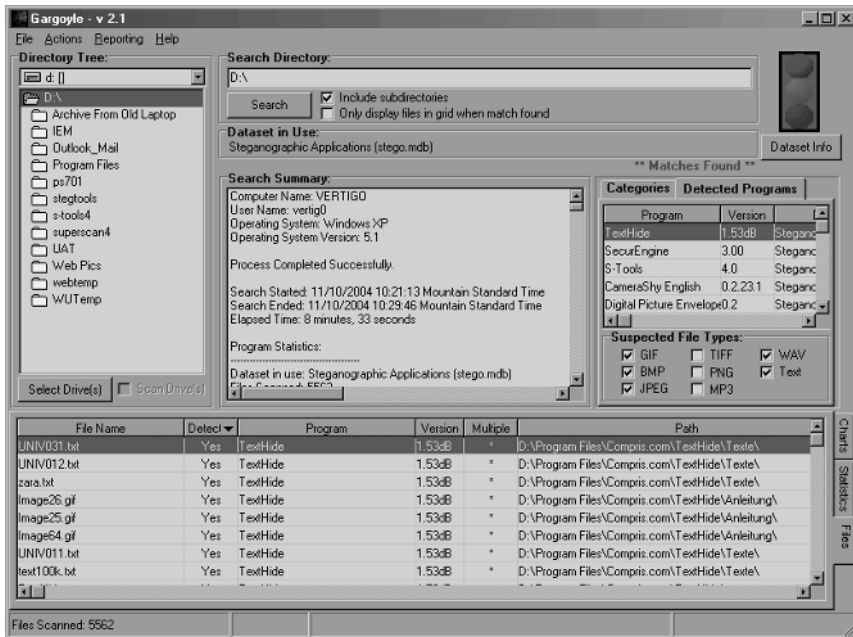 Gargoyle - v 2.1
File Actions Reporting Help
Directory Tree:
d: []
D:\
Archive From Old Laptop
IEM
Outlook_Mail
Program Files
ps701
stegtools
s-tools4
superscan4
UAT
Web Pics
webtemp
WUTemp
Select Drive(s)
Scan Drive(s)
Search Directory:
D:\
Search
Include subdirectories
Only display files in grid when match found
Dataset in Use:
Steganographic Applications (stego.mdb)
Dataset Info
** Matches Found **
Search Summary:
Computer Name: VERTIGO
User Name: vertig0
Operating System: Windows XP
Operating System Version: 5.1
Process Completed Successfully.
Search Started: 11/10/2004 10:21:13 Mountain Standard Time
Search Ended: 11/10/2004 10:29:46 Mountain Standard Time
Elapsed Time: 8 minutes, 33 seconds
Program Statistics:
--------------------------------------------
Dataset in use: Steganographic Applications (stego.mdb)
Files Scanned: 5562
Categories Detected Programs
Program Version
TextHide 1.53dB Steganc
SecurEngine 3.00 Steganc
S-Tools 4.0 Steganc
CameraShy English 0.2.23.1 Steganc
Digital Picture Envelope 0.2 Steganc
Suspected File Types:
GIF TIFF WAV
BMP PNG Text
JPEG MP3
File Name Detect Program Version Multiple Path
UNIV031.txt Yes TextHide 1.53dB * D:\Program Files\Compris.com\TextHide\Texte\
UNIV012.txt Yes TextHide 1.53dB * D:\Program Files\Compris.com\TextHide\Texte\
zara.txt Yes TextHide 1.53dB * D:\Program Files\Compris.com\TextHide\Texte\
Image26.gif Yes TextHide 1.53dB * D:\Program Files\Compris.com\TextHide\Anleitung\
Image25.gif Yes TextHide 1.53dB * D:\Program Files\Compris.com\TextHide\Anleitung\
Image64.gif Yes TextHide 1.53dB * D:\Program Files\Compris.com\TextHide\Anleitung\
UNIV011.txt Yes TextHide 1.53dB * D:\Program Files\Compris.com\TextHide\Texte\
text100k.txt Yes TextHide 1.53dB * D:\Program Files\Compris.com\TextHide\Texte\
Charts
Statistics
Files
Files Scanned: 5562